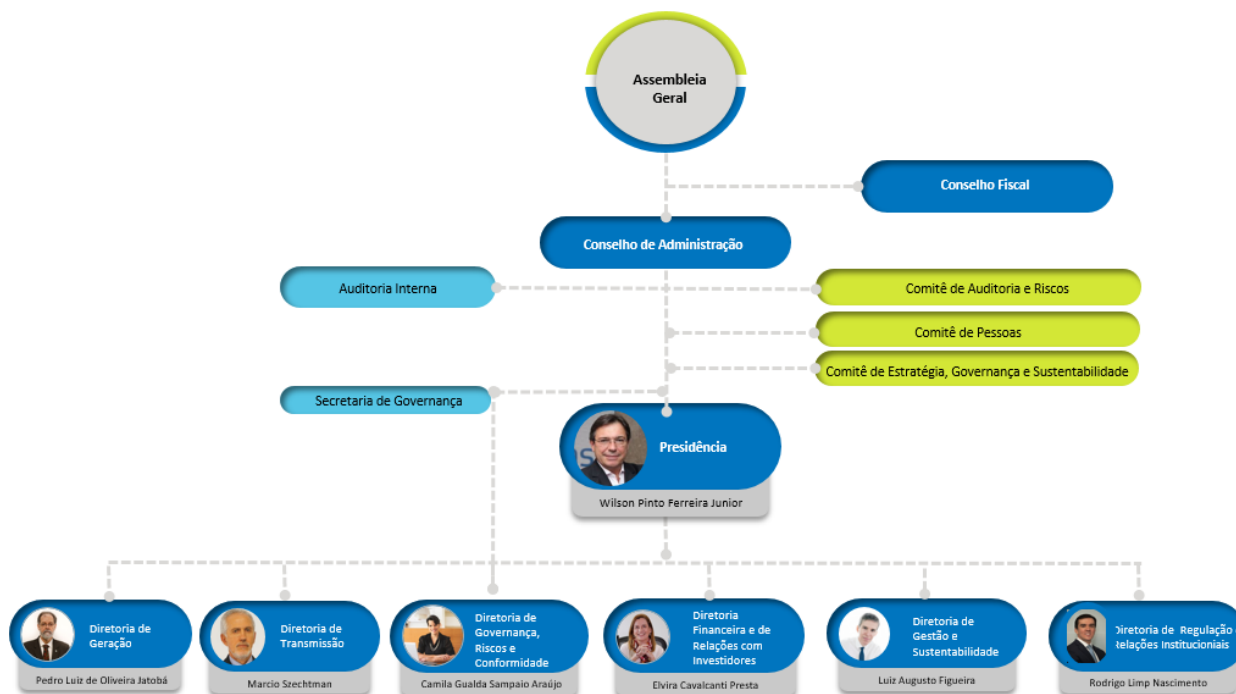 Assembleia
Geral
Conselho Fiscal
Conselho de Administração
Auditoria Interna
Comitê de Auditoria e Riscos
Comitê de Pessoas
Comitê de Estratégia, Governança e Sustentabilidade
Secretaria de Governança
Presidência
Wilson Pinto Ferreira Junior
Diretoria de
Geração
Pedro Luiz de Oliveira Jatobá
Diretoria de
Transmissão
Marcio Szechtman
Diretoria de
Governança,
Riscos e
Conformidade
Camila Gualda Sampaio Araújo
Diretoria
Financeira e de
Relações com
Investidores
Elvira Cavalcanti Presta
Diretoria de
Gestão e
Sustentabilidade
Luiz Augusto Figueira
Diretoria de Regulação
Relações Institucioniais
Rodrigo Limp Nascimento